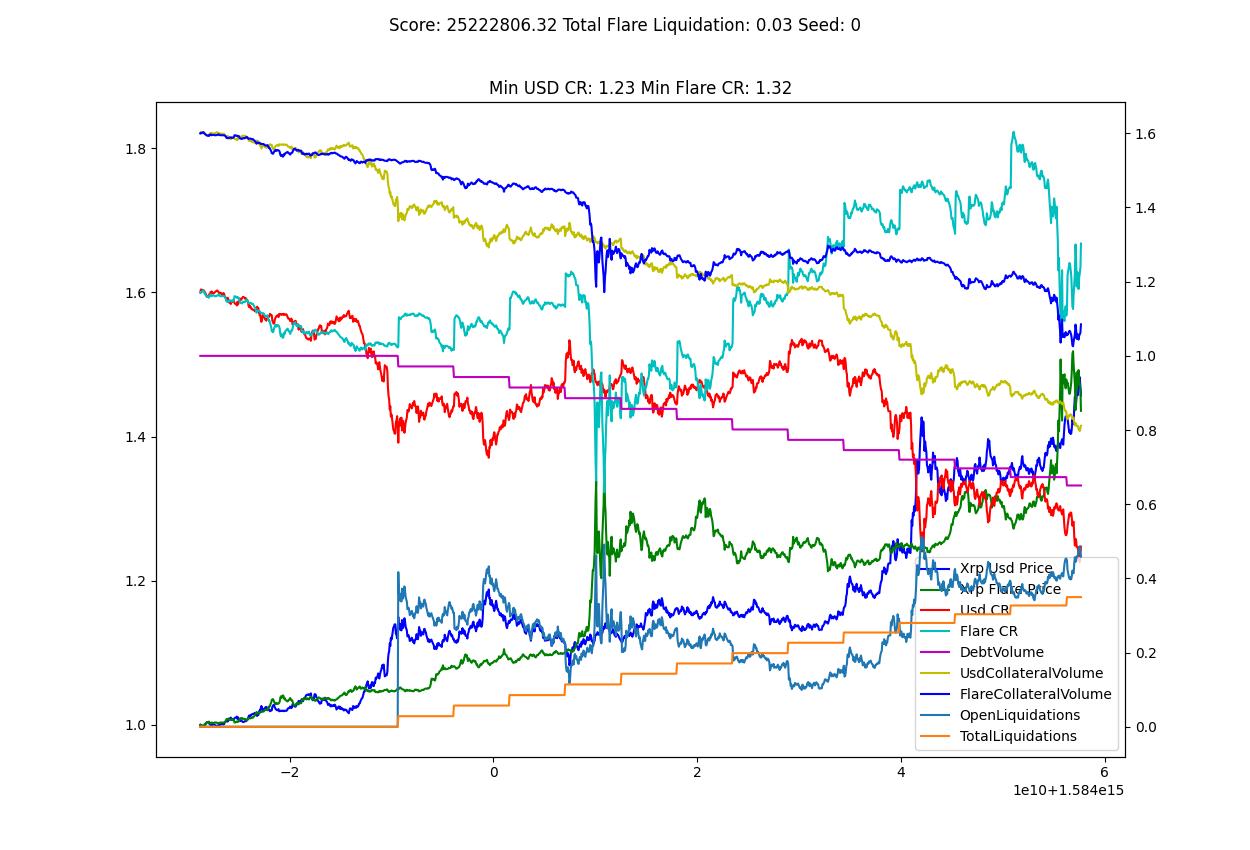 Score: 25222806.32 Total Flare Liquidation: 0.03 Seed: 0
Min USD CR: 1.23 Min Flare CR: 1.32
1.8
1.6
1.4
1.2
1.0
1.6
1.4
1.2
1.0
0.8
0.6
0.4
0.2
0.0
Xrp Usd Price
Xrp Flare Price
Usd CR
Flare CR
DebtVolume
UsdCollateralVolume
FlareCollateralVolume
OpenLiquidations
TotalLiquidations
−2 0 2 4 6
1e10+1.584e15